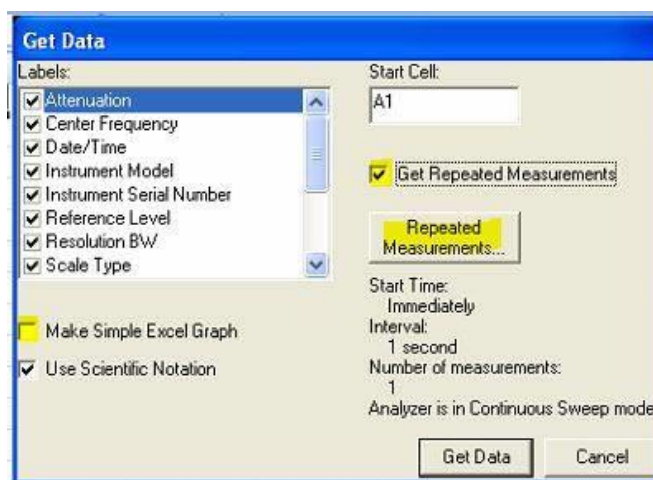 Get Data
Labels:
Attenuation
Center Frequency
Date/Time
Instrument Model
Instrument Serial Number
Reference Level
Resolution BW
Scale Type
Make Simple Excel Graph
Use Scientific Notation
Start Cell:
A1
Get Repeated Measurements
Repeated
Measurements...
Start Time:
Immediately
Interval:
1 second
Number of measurements:
1
Analyzer is in Continuous Sweep mode
Get Data
Cancel